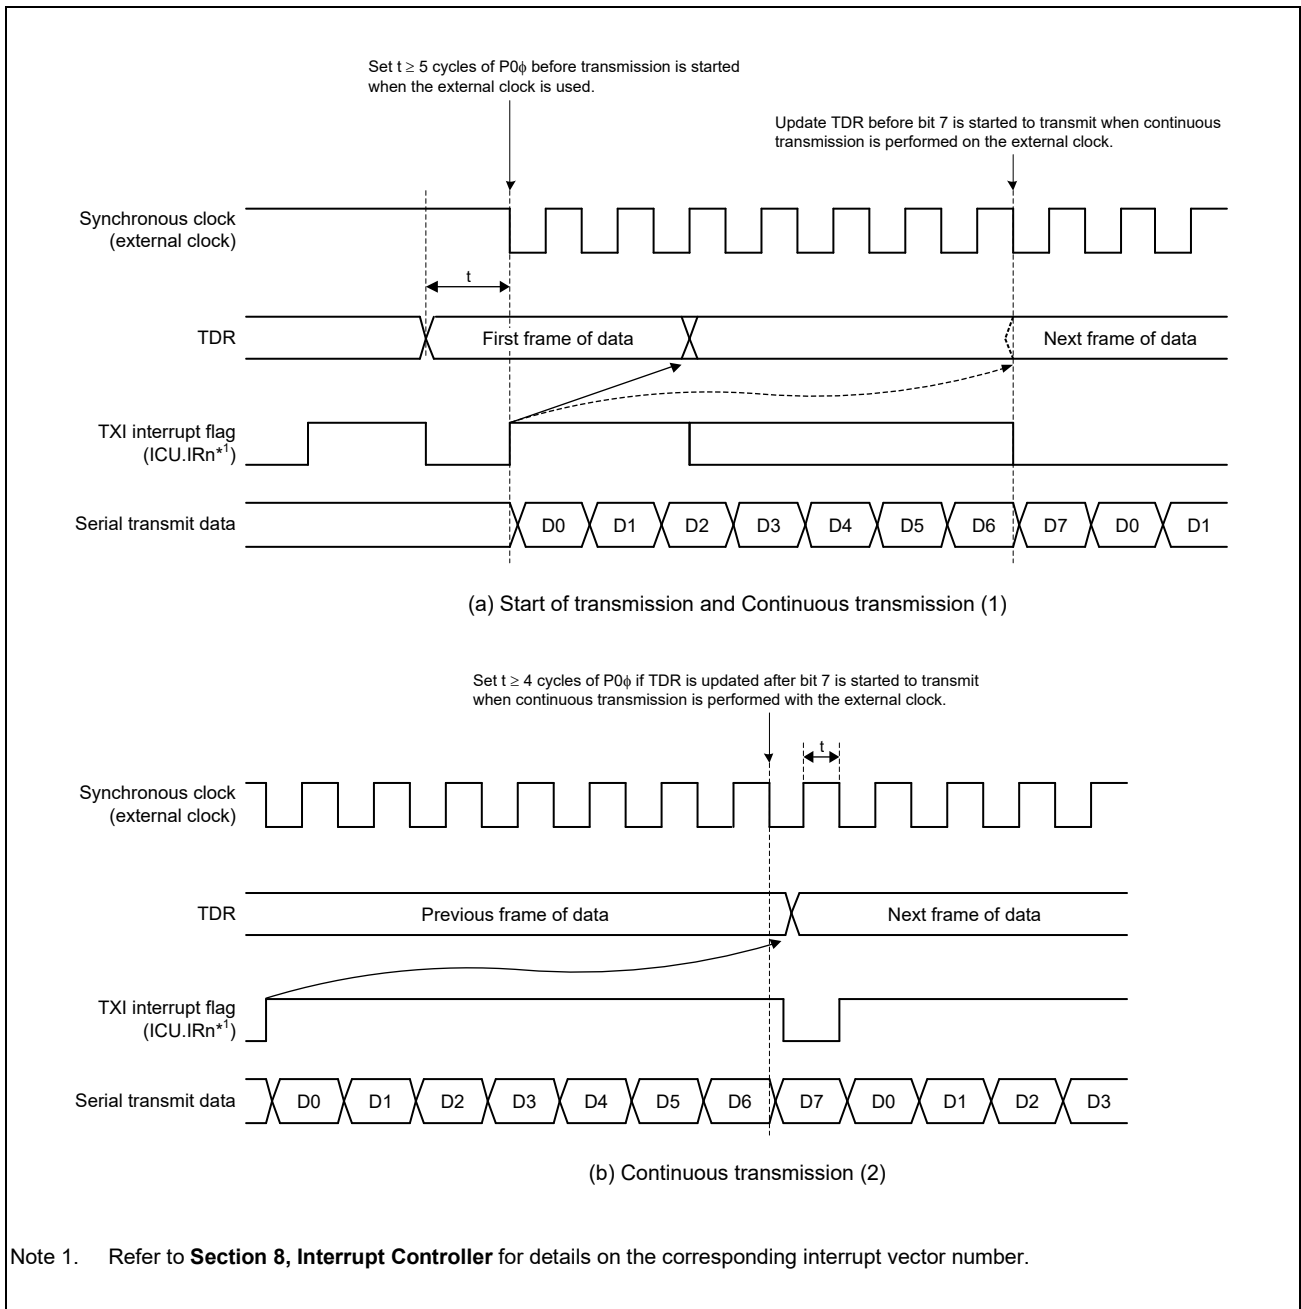 Set t ≥ 5 cycles of P0ϕ before transmission is started
when the external clock is used.
Update TDR before bit 7 is started to transmit when continuous
transmission is performed on the external clock.
Synchronous clock
(external clock)
t
TDR
First frame of data
Next frame of data
TXI interrupt flag
(ICU.IRn*1)
Serial transmit data
D0 D1 D2 D3 D4 D5 D6 D7 D0 D1
(a) Start of transmission and Continuous transmission (1)
Set t ≥ 4 cycles of P0ϕ if TDR is updated after bit 7 is started to transmit
when continuous transmission is performed with the external clock.
t
Synchronous clock
(external clock)
TDR
Previous frame of data
Next frame of data
TXI interrupt flag
(ICU.IRn*1)
Serial transmit data
D0 D1 D2 D3 D4 D5 D6 D7 D0 D1 D2 D3
(b) Continuous transmission (2)
Note 1. Refer to Section 8, Interrupt Controller for details on the corresponding interrupt vector number.